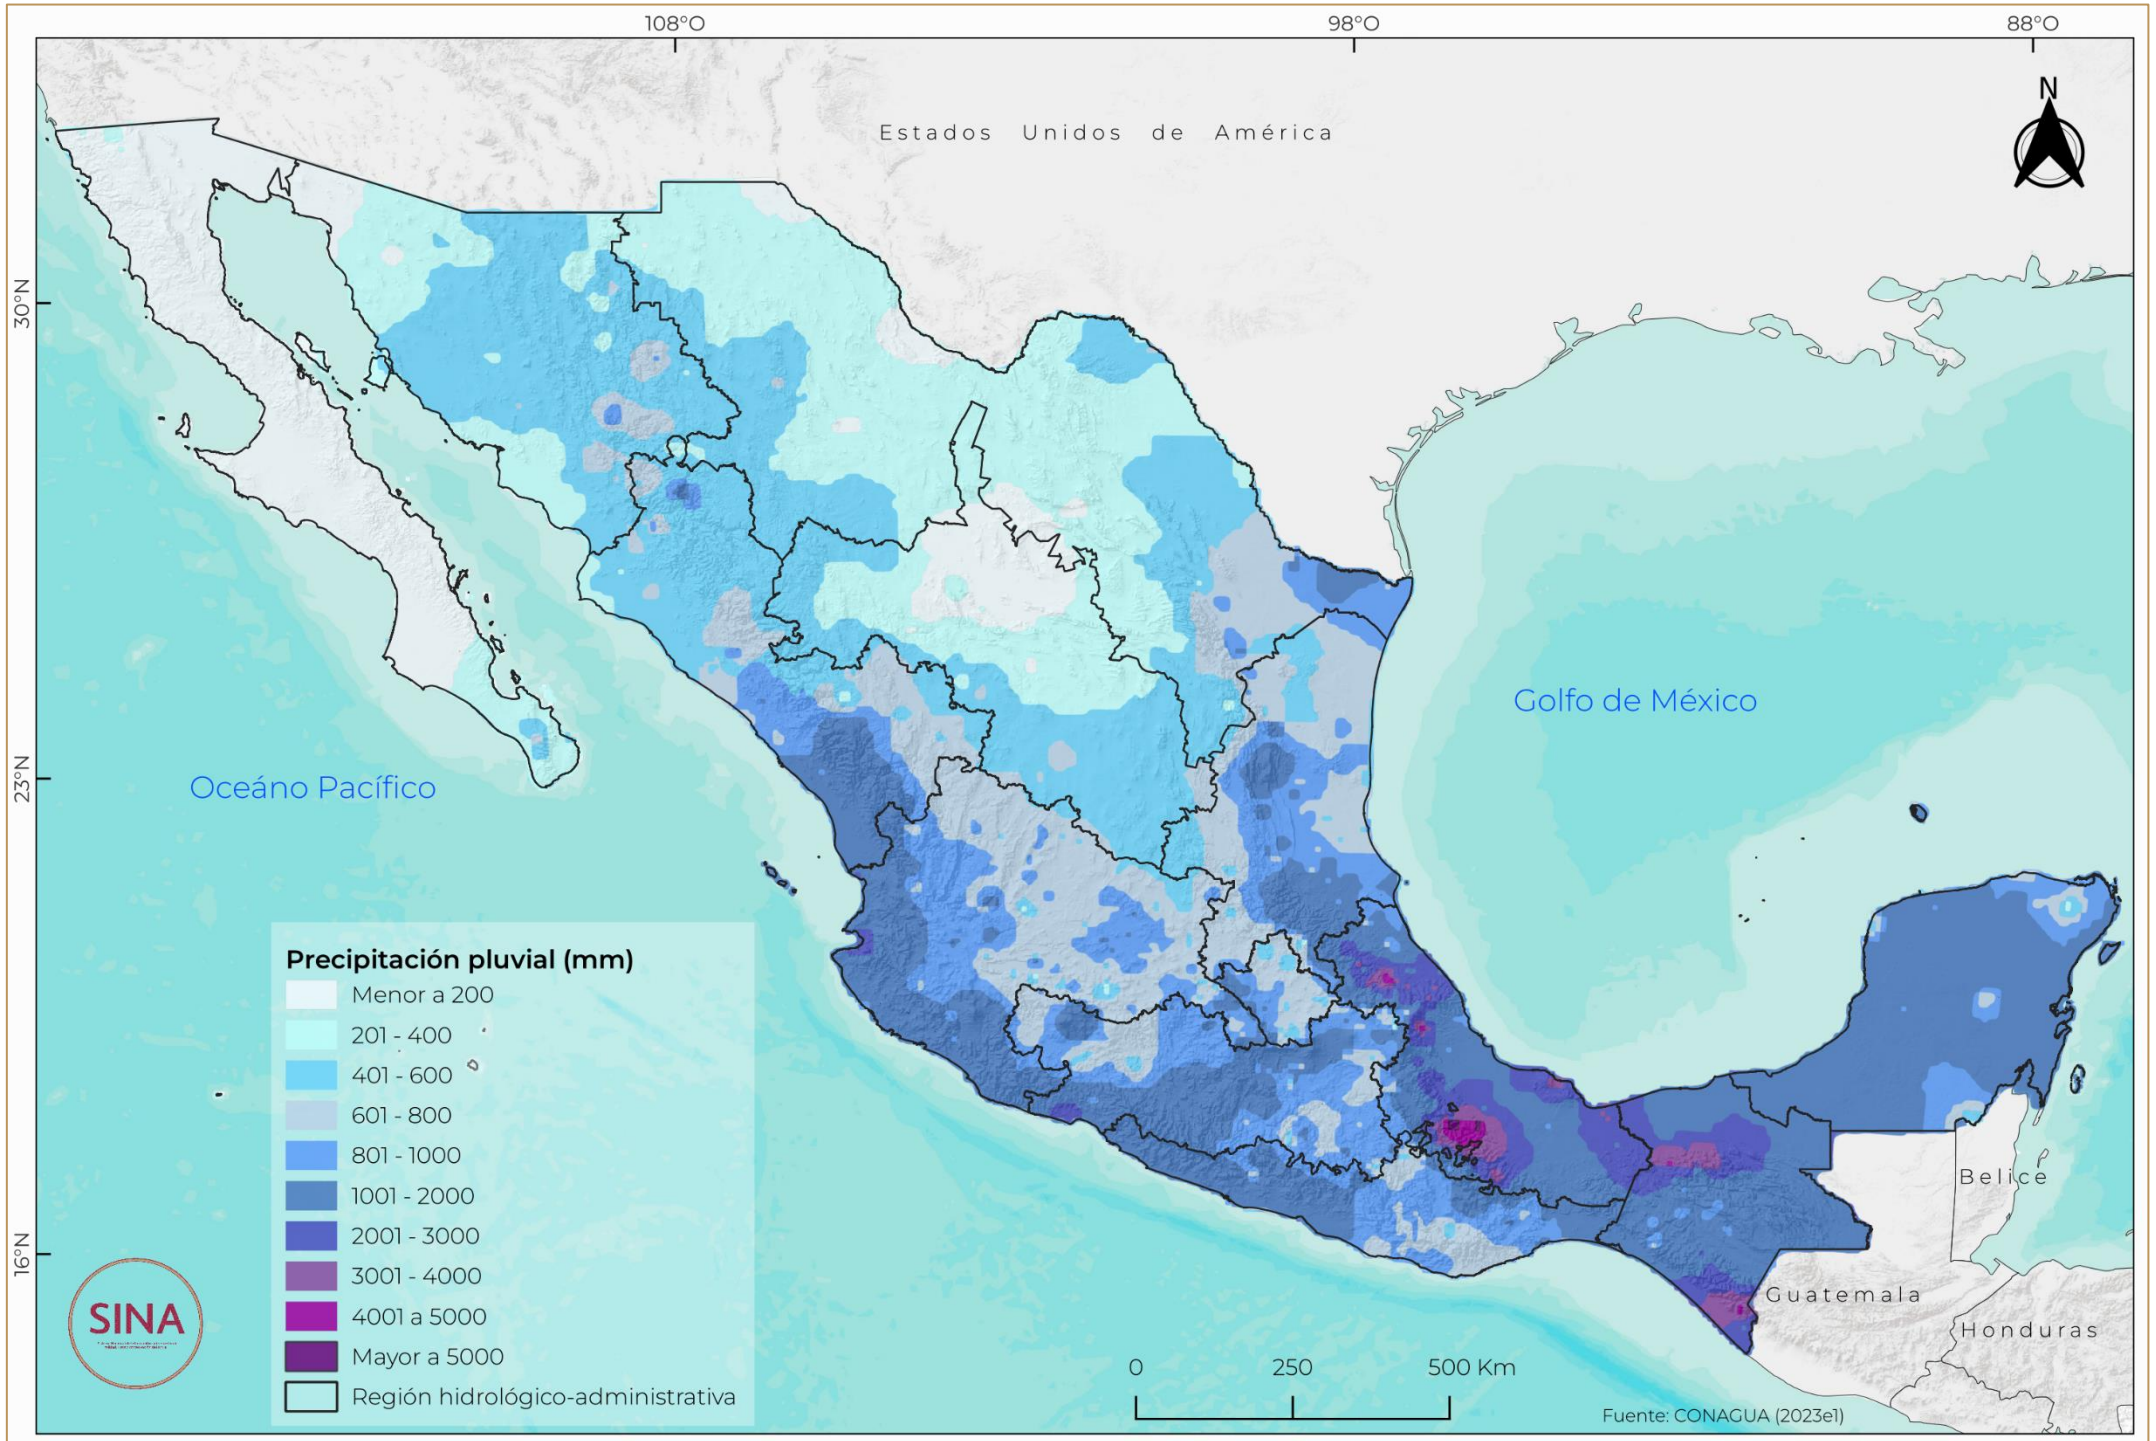 108°O
98°O
88°O
N
Estados Unidos de América
30°N
Golfo de México
23°N
Oceáno Pacífico
Precipitación pluvial (mm)
Menor a 200
201 - 400
401 - 600
601 - 800
801 - 1000
1001 - 2000
2001 - 3000
3001 - 4000
4001 a 5000
Mayor a 5000
Región hidrológico-administrativa
Belice
16°N
Guatemala
Honduras
SINA
0 250 500 Km
Fuente: CONAGUA (2023e1)